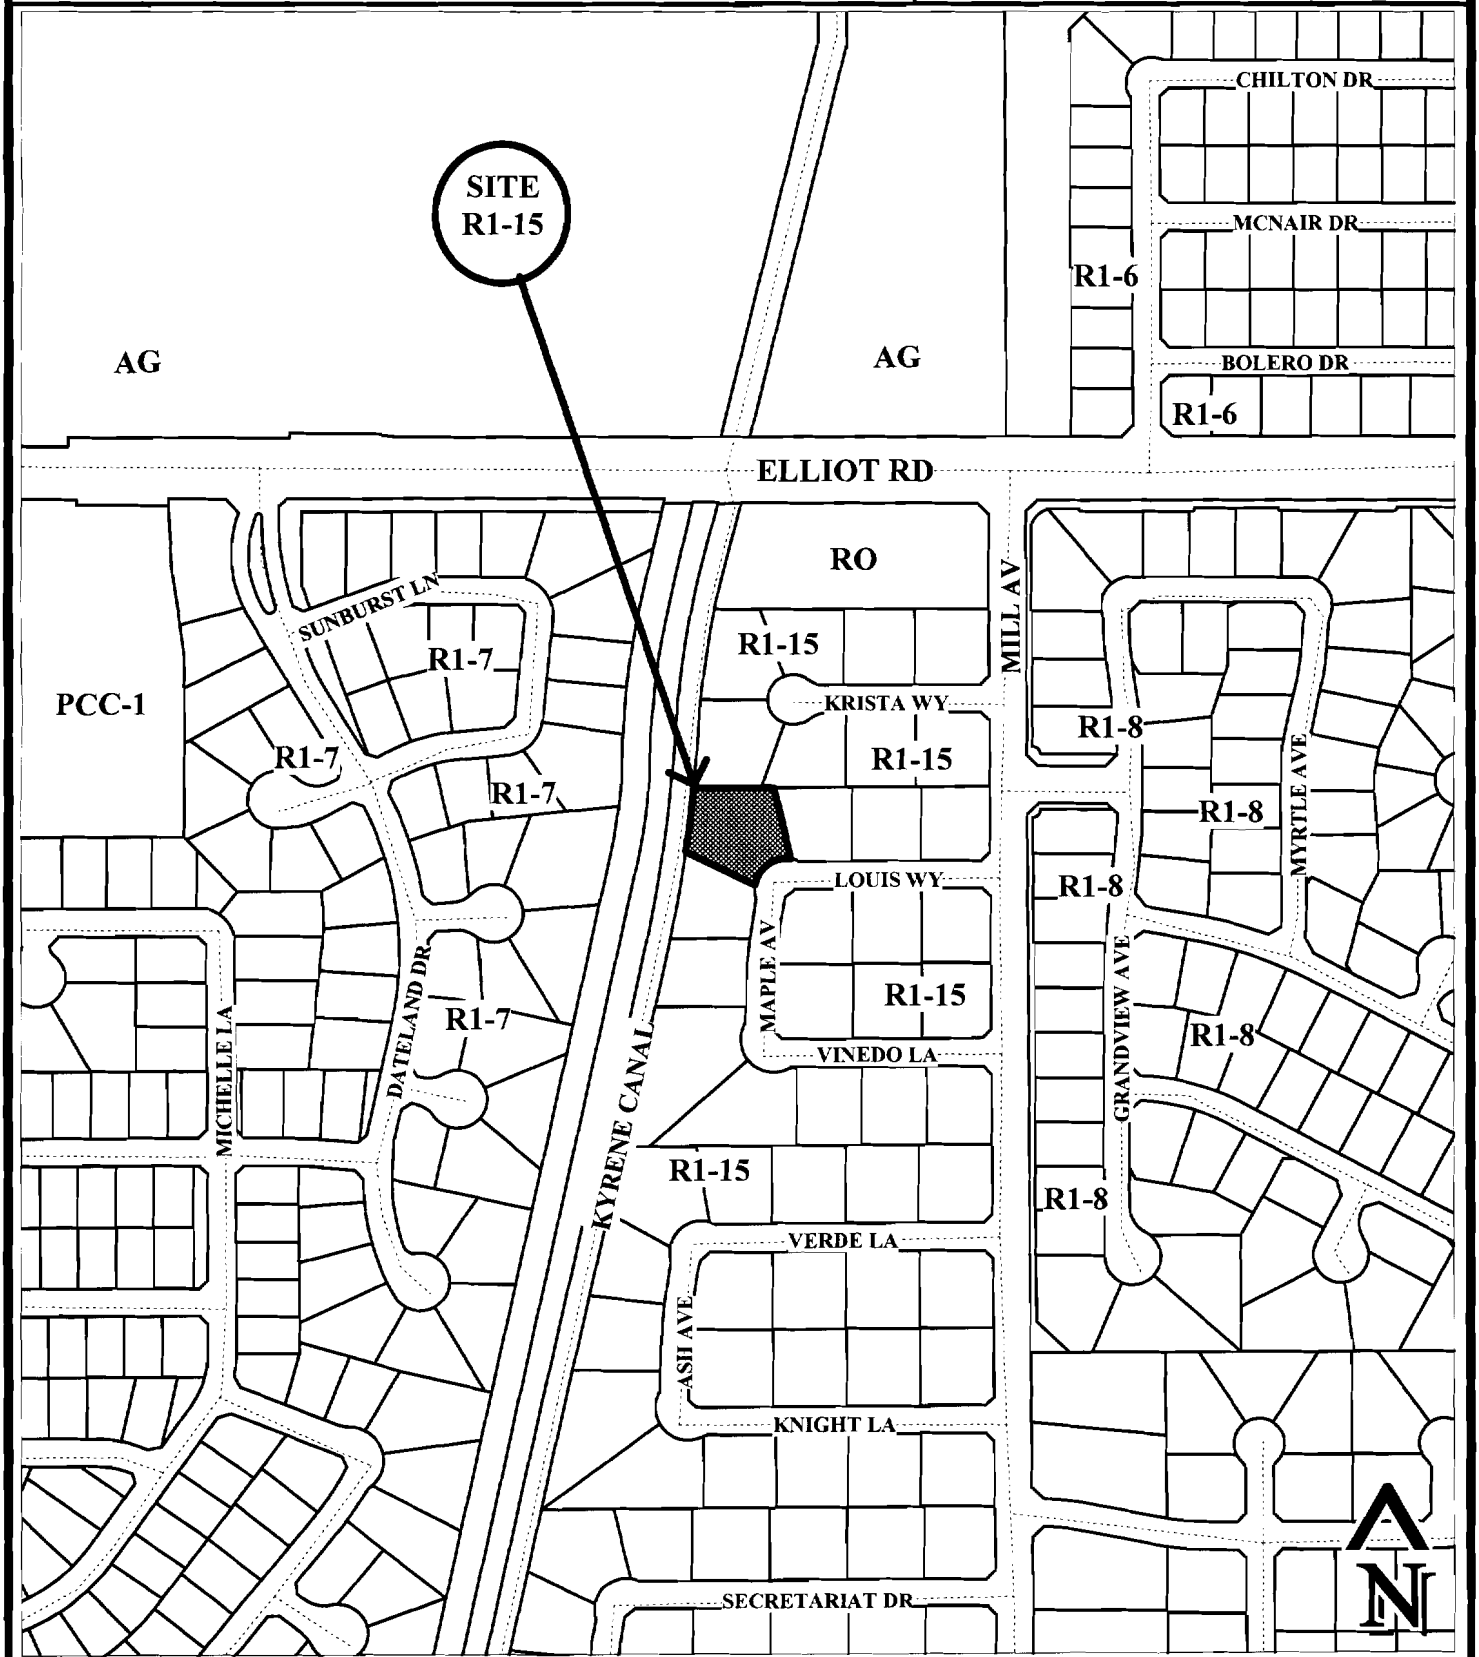 CHILTON DR
SITE
R1-15
MCNAIR DR
R1-6
AG
AG
BOLERO DR
R1-6
ELLIOT RD
RO
MILL AV
SUNBURST LN
R1-15
R1-7
PCC-1
KRISTA WY
R1-8
R1-7
R1-15
R1-7
MYRTLE AVE
R1-8
LOUIS WY
R1-8
MAPLE AV
DATELAND DR
R1-15
GRANDVIEW AVE
R1-7
R1-8
MICHELLE LA
VINEDO LA
KYRENE CANAL
R1-15
R1-8
VERDE LA
ASH AVE
KNIGHT LA
SECRETARIAT DR
N